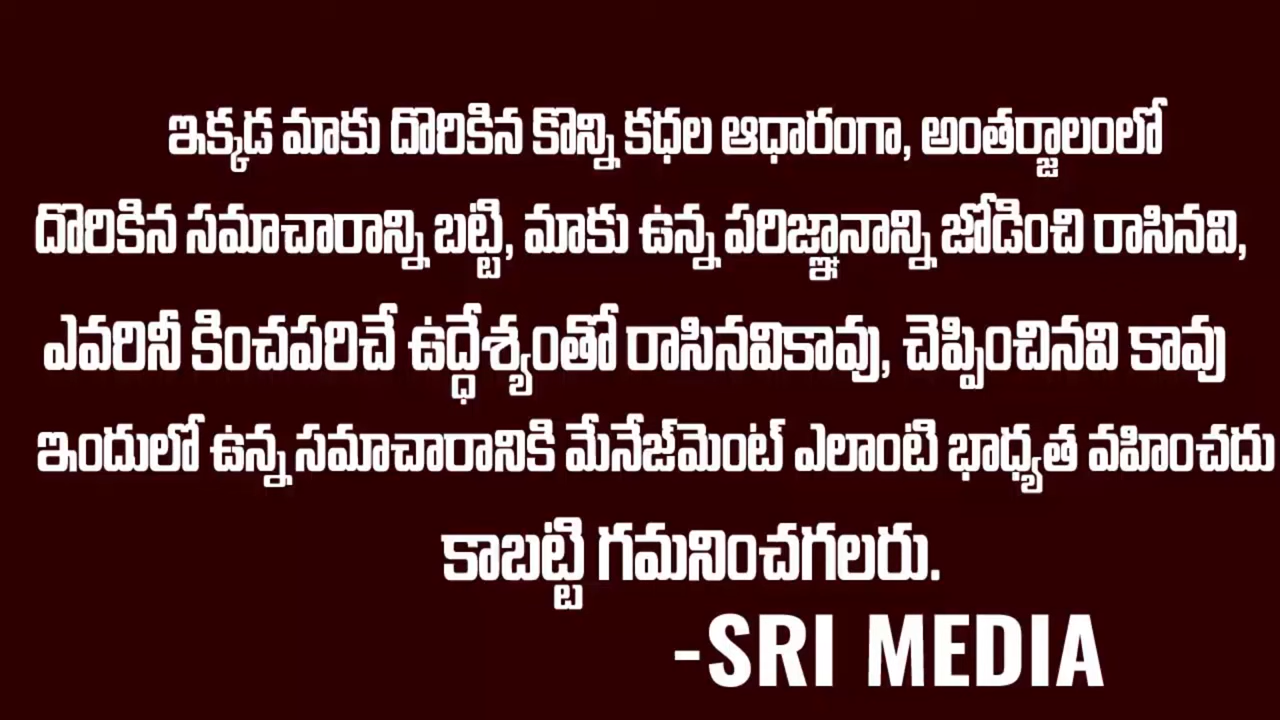 ఇక్కడ మాకు దొరికిన కొన్ని కధల ఆధారంగా, అంతర్జాలంలో
దొరికిన సమాచారాన్ని బట్టి, మాకు ఉన్న పరిజ్ఞానాన్ని జోడించి రాసినవి,
ఎవరినీ కించపరిచే ఉద్ధేశ్యంతో రాసినవికావు, చెప్పించినవి కావు
ఇందులో ఉన్న సమాచారానికి మేనేజ్‌మెంట్ ఎలాంటి భాధ్యత వహించదు
కాబట్టి గమనించగలరు.
-SRI MEDIA